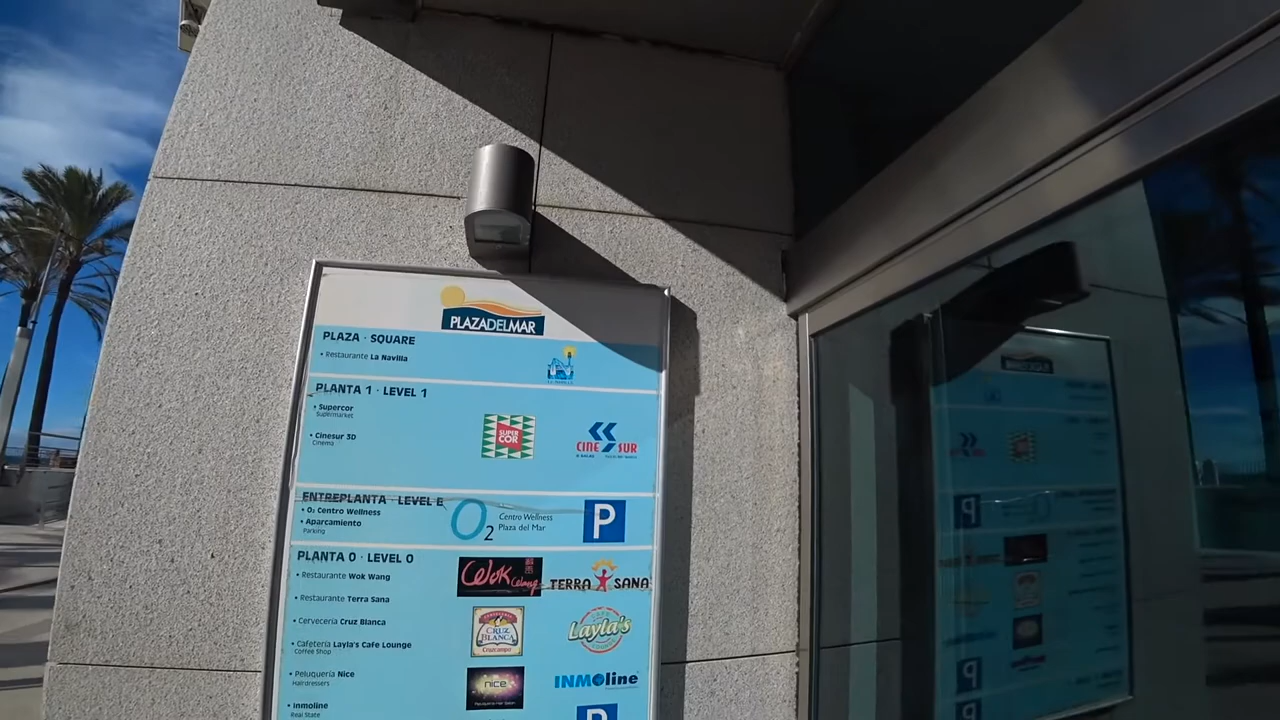 PLAZADELMAR
PLAZA · SQUARE
• Restaurante La Navilla
PLANTA 1 · LEVEL 1
• Supercor
Supermarket
SUPER
COR
• Cinesur 3D
Cinema
CINE SUR
ENTREPLANTA · LEVEL E
• O₂ Centro Wellness
• Aparcamiento
Parking
O2
Centro Wellness
Plaza del Mar
P
PLANTA 0 · LEVEL 0
• Restaurante Wok Wang
Wok Wang
TERRA SANA
• Restaurante Terra Sana
• Cervecería Cruz Blanca
CRUZ
BLANCA
Cruzcampo
Layla's
• Cafetería Layla's Cafe Lounge
Coffee Shop
• Peluquería Nice
Hairdressers
nice
INMOline
• Inmoline
Real State
P